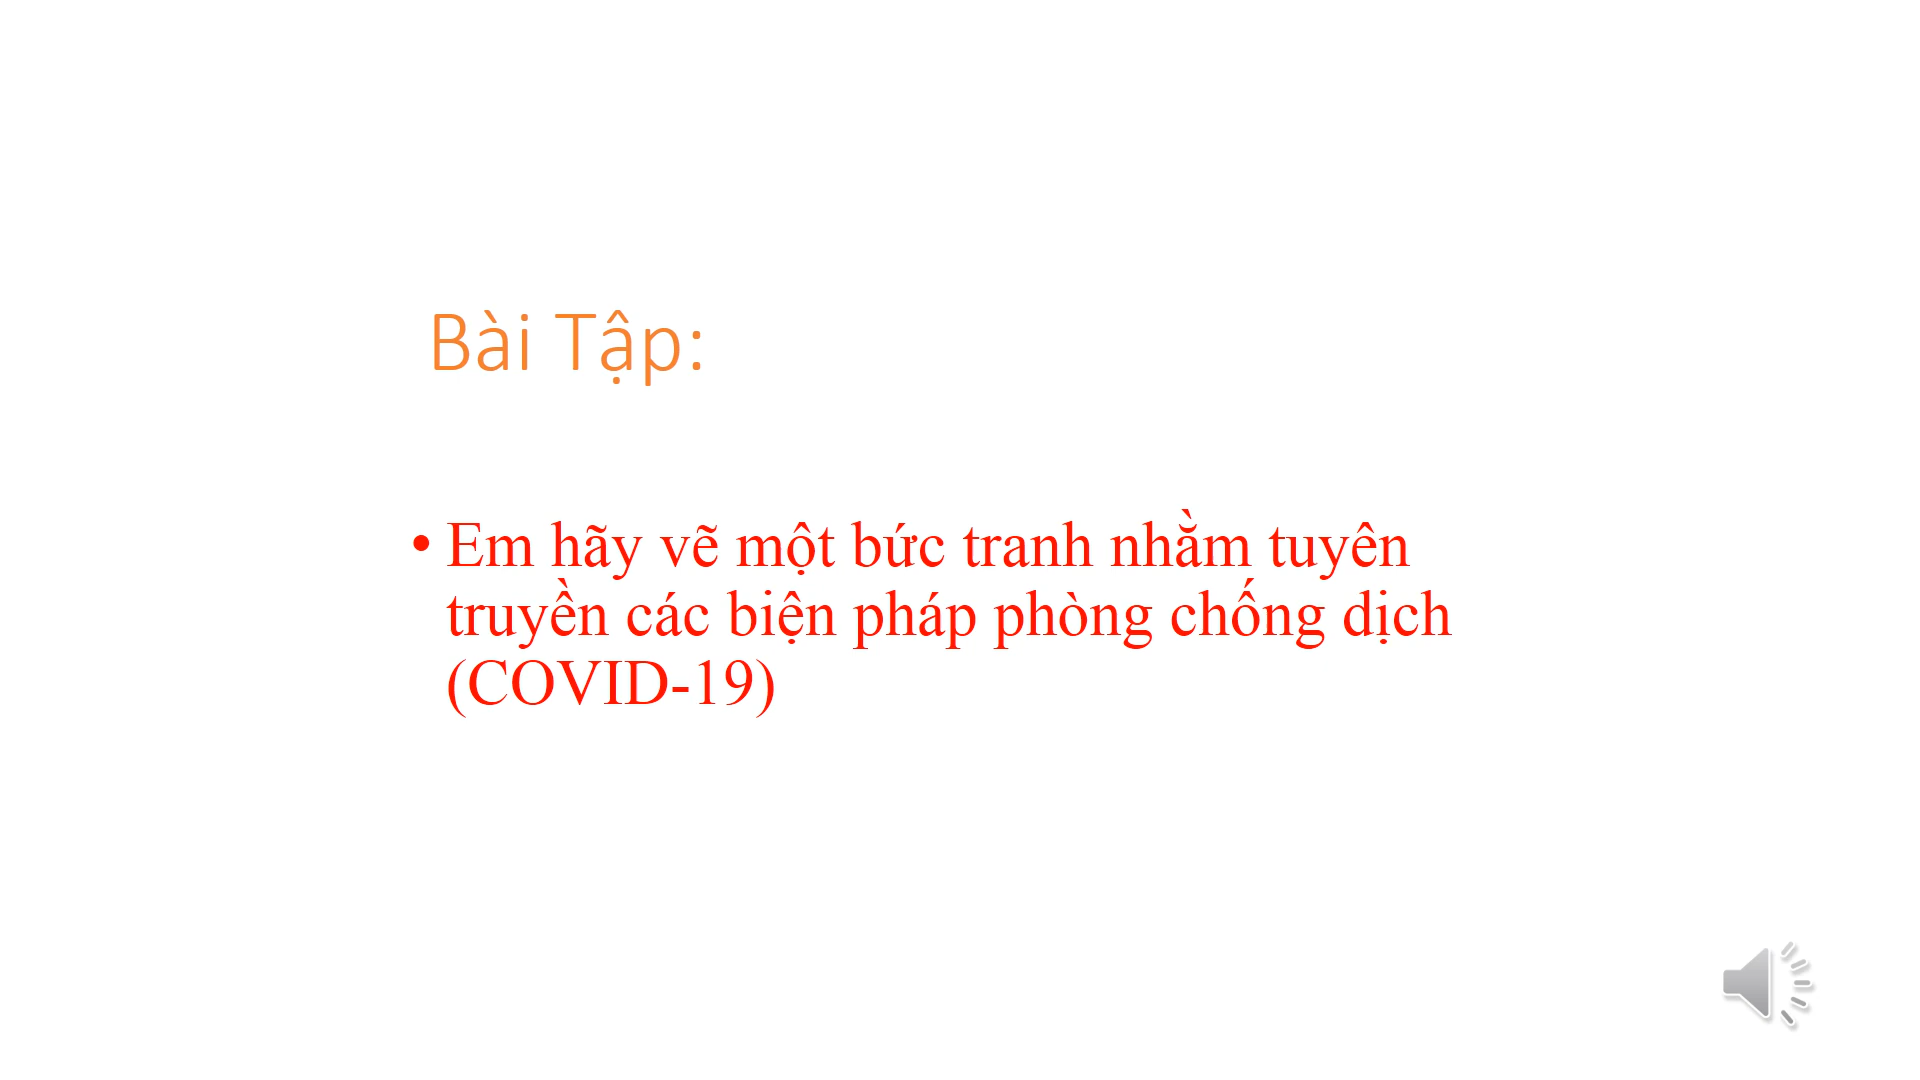 Bài Tập:
• Em hãy vẽ một bức tranh nhằm tuyên
truyền các biện pháp phòng chống dịch
(COVID-19)